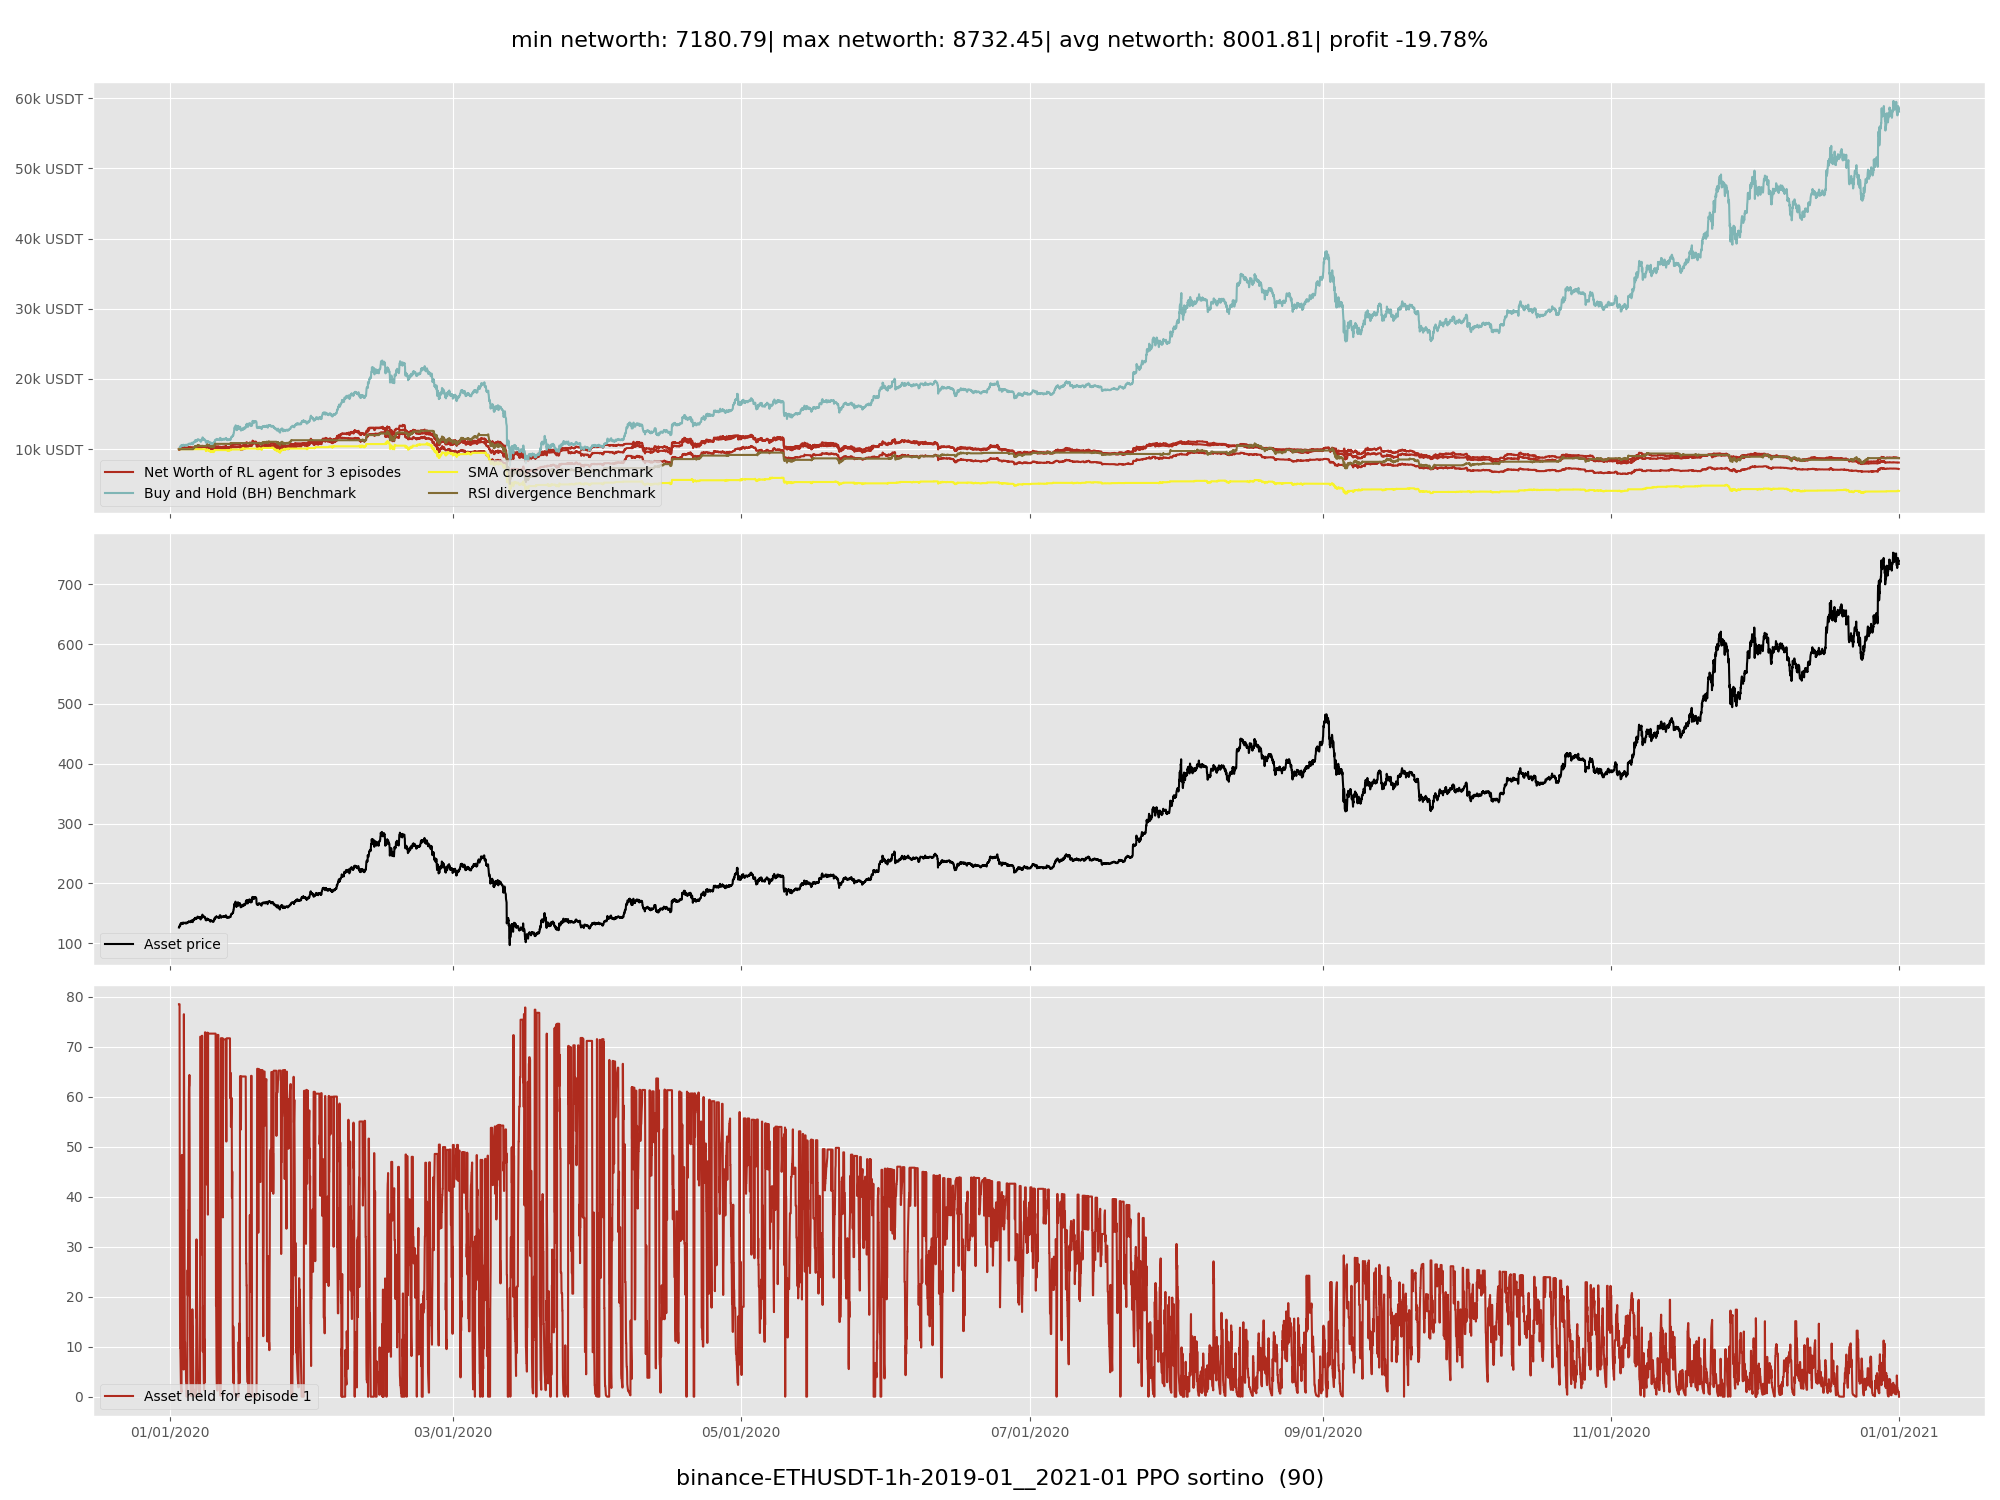 min networth: 7180.79| max networth: 8732.45| avg networth: 8001.81| profit -19.78%
60k USDT
50k USDT
40k USDT
30k USDT
20k USDT
10k USDT
Net Worth of RL agent for 3 episodes
Buy and Hold (BH) Benchmark
SMA crossover Benchmark
RSI divergence Benchmark
700
600
500
400
300
200
100
Asset price
80
70
60
50
40
30
20
10
0
Asset held for episode 1
01/01/2020 03/01/2020 05/01/2020 07/01/2020 09/01/2020 11/01/2020 01/01/2021
binance-ETHUSDT-1h-2019-01__2021-01 PPO sortino  (90)